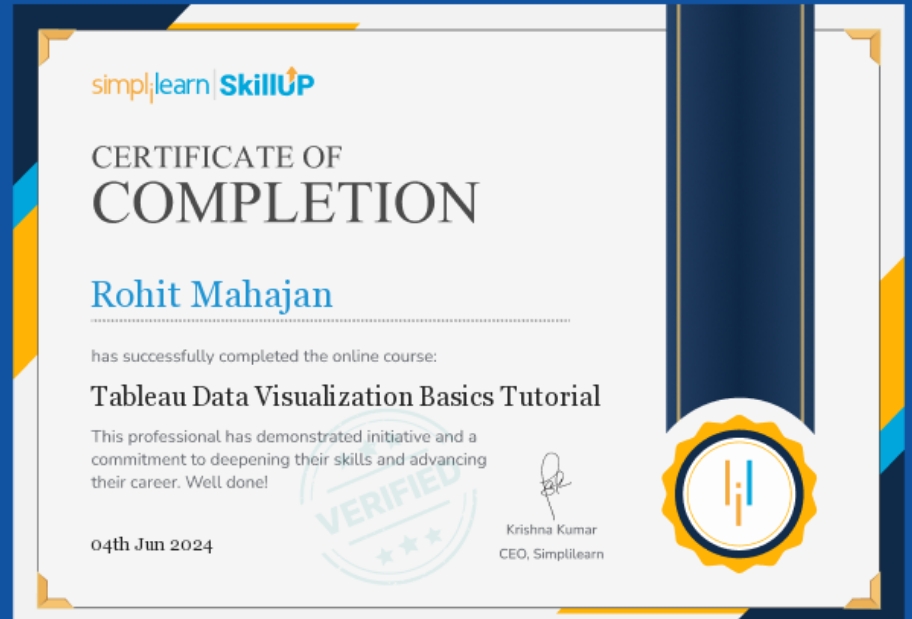 simplilearn | SkillUP
CERTIFICATE OF
COMPLETION
Rohit Mahajan
has successfully completed the online course:
Tableau Data Visualization Basics Tutorial
This professional has demonstrated initiative and a
commitment to deepening their skills and advancing
their career. Well done!
VERIFIED
04th Jun 2024
Krishna Kumar
CEO, Simplilearn